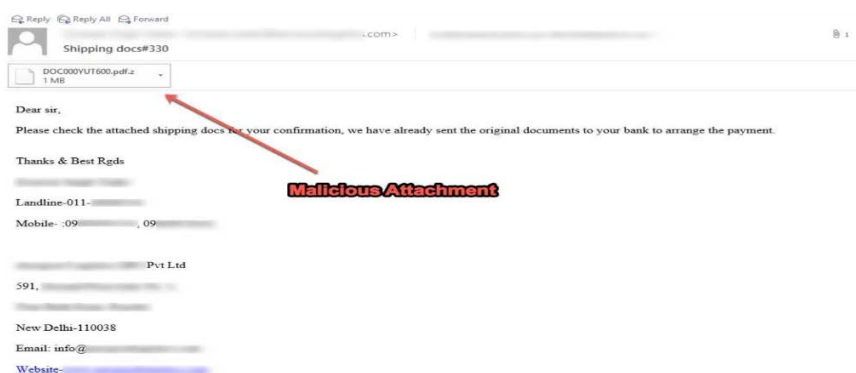 Reply Reply All Forward
.com>
1
Shipping docs#330
DOC000YUT600.pdf.z
1 MB
Dear sir,
Please check the attached shipping docs for your confirmation, we have already sent the original documents to your bank to arrange the payment.
Thanks & Best Rgds
Malicious Attachment
Landline-011-
Mobile- :09 , 09
Pvt Ltd
591,
New Delhi-110038
Email: info@
Website-